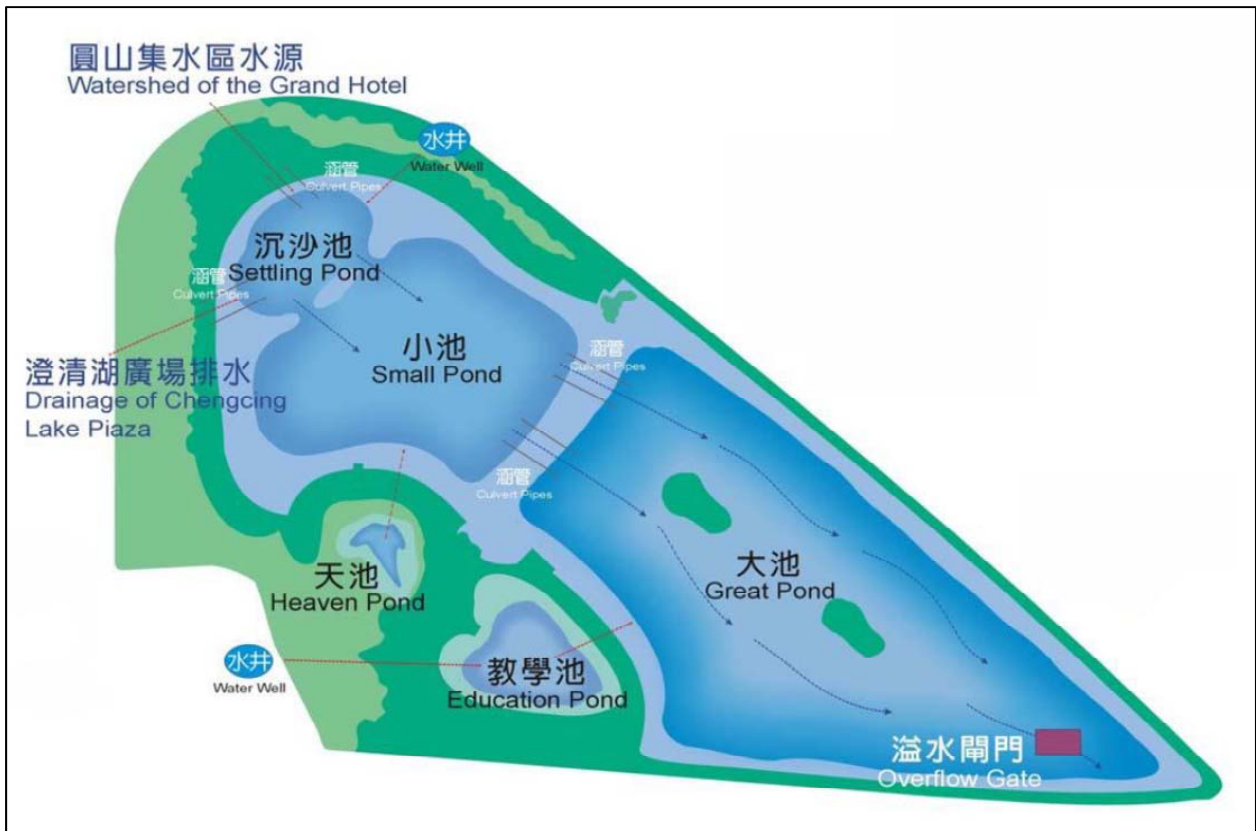 圓山集水區水源
Watershed of the Grand Hotel
水井
Water Well
涵管
Culvert Pipes
沉沙池
Settling Pond
涵管
Culvert Pipes
小池
Small Pond
涵管
Culvert Pipes
澄清湖廣場排水
Drainage of Chengcing
Lake Piaza
涵管
Culvert Pipes
天池
Heaven Pond
大池
Great Pond
水井
Water Well
教學池
Education Pond
溢水閘門
Overflow Gate